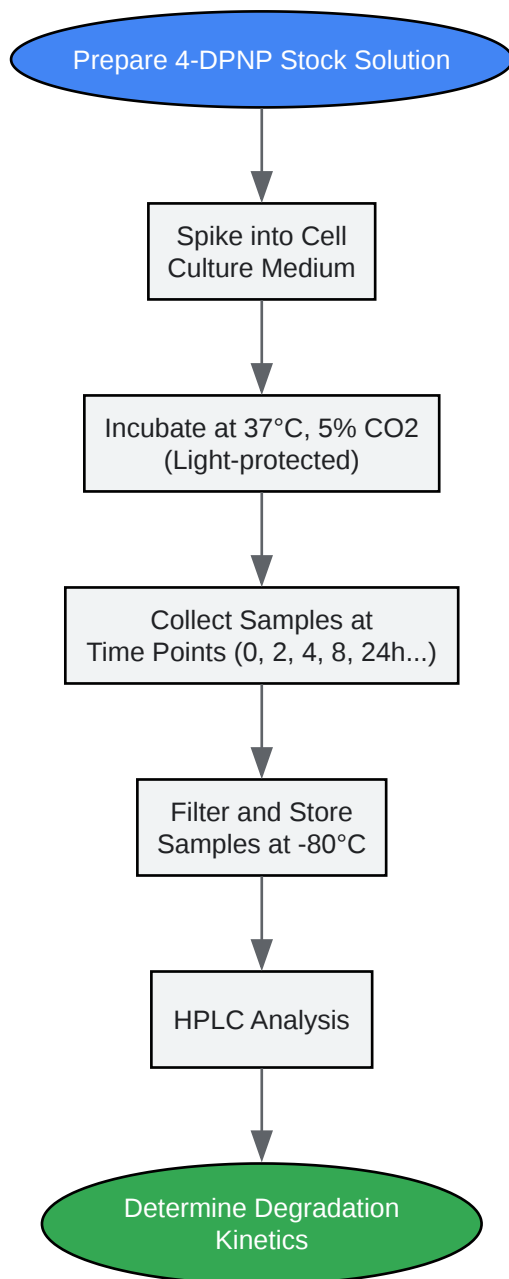 Prepare 4-DPNP Stock Solution
Spike into Cell
Culture Medium
Incubate at 37°C, 5% CO2
(Light-protected)
Collect Samples at
Time Points (0, 2, 4, 8, 24h...)
Filter and Store
Samples at -80°C
HPLC Analysis
Determine Degradation
Kinetics